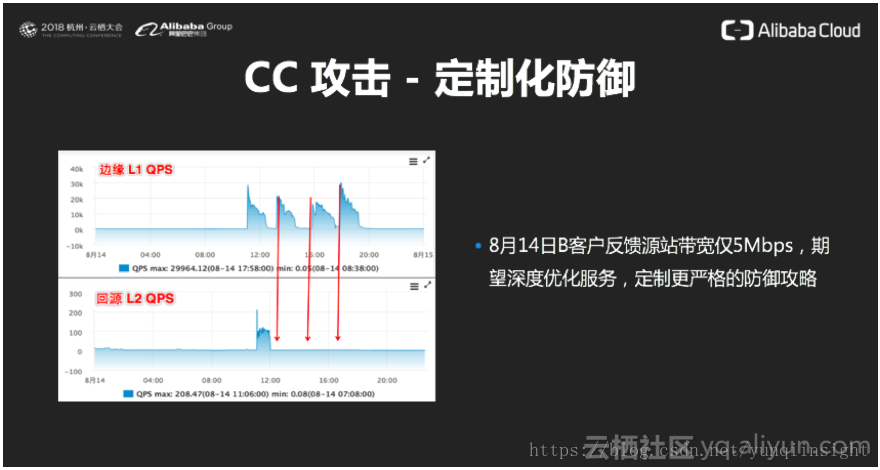 2018 杭州·云栖大会
THE COMPUTING CONFERENCE
Alibaba Group
阿里巴巴集团
Alibaba Cloud
CC 攻击 - 定制化防御
边缘 L1 QPS
40k
30k
20k
10k
0k
-10k
8月14 04:00 08:00 12:00 16:00 20:00 8月15
QPS max: 29964.12(08-14 17:58:00) min: 0.05(08-14 08:38:00)
回源 L2 QPS
300
200
100
0
-100
8月14 04:00 08:00 12:00 16:00 20:00
QPS max: 208.47(08-14 11:06:00) min: 0.08(08-14 07:08:00)
• 8月14日B客户反馈源站带宽仅5Mbps，期
望深度优化服务，定制更严格的防御攻略
云栖社区 yq.aliyun.com
https://blog.csdn.net/yunqiinsight